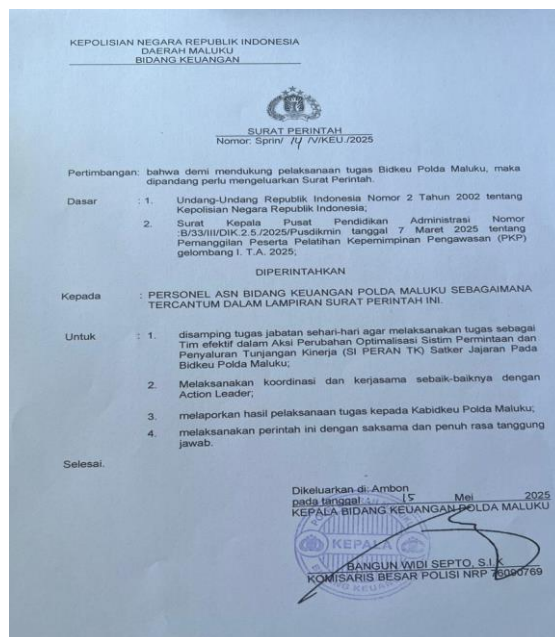 KEPOLISIAN NEGARA REPUBLIK INDONESIA
DAERAH MALUKU
BIDANG KEUANGAN
SURAT PERINTAH
Nomor: Sprin/ 14 /V/KEU./2025
Pertimbangan: bahwa demi mendukung pelaksanaan tugas Bidkeu Polda Maluku, maka
dipandang perlu mengeluarkan Surat Perintah.
Dasar : 1. Undang-Undang Republik Indonesia Nomor 2 Tahun 2002 tentang
Kepolisian Negara Republik Indonesia;
2. Surat Kepala Pusat Pendidikan Administrasi Nomor
:B/33/III/DIK.2.5./2025/Pusdikmin tanggal 7 Maret 2025 tentang
Pemanggilan Peserta Pelatihan Kepemimpinan Pengawasan (PKP)
gelombang I. T.A. 2025;
DIPERINTAHKAN
Kepada : PERSONEL ASN BIDANG KEUANGAN POLDA MALUKU SEBAGAIMANA
TERCANTUM DALAM LAMPIRAN SURAT PERINTAH INI.
Untuk : 1. disamping tugas jabatan sehari-hari agar melaksanakan tugas sebagai
Tim efektif dalam Aksi Perubahan Optimalisasi Sistim Permintaan dan
Penyaluran Tunjangan Kinerja (SI PERAN TK) Satker Jajaran Pada
Bidkeu Polda Maluku;
2. Melaksanakan koordinasi dan kerjasama sebaik-baiknya dengan
Action Leader;
3. melaporkan hasil pelaksanaan tugas kepada Kabidkeu Polda Maluku;
4. melaksanakan perintah ini dengan saksama dan penuh rasa tanggung
jawab.
Selesai.
Dikeluarkan di: Ambon
pada tanggal : 15 Mei 2025
KEPALA BIDANG KEUANGAN POLDA MALUKU
KEPALA
BANGUN WIDI SEPTO, S.I.K
KOMISARIS BESAR POLISI NRP 76090769